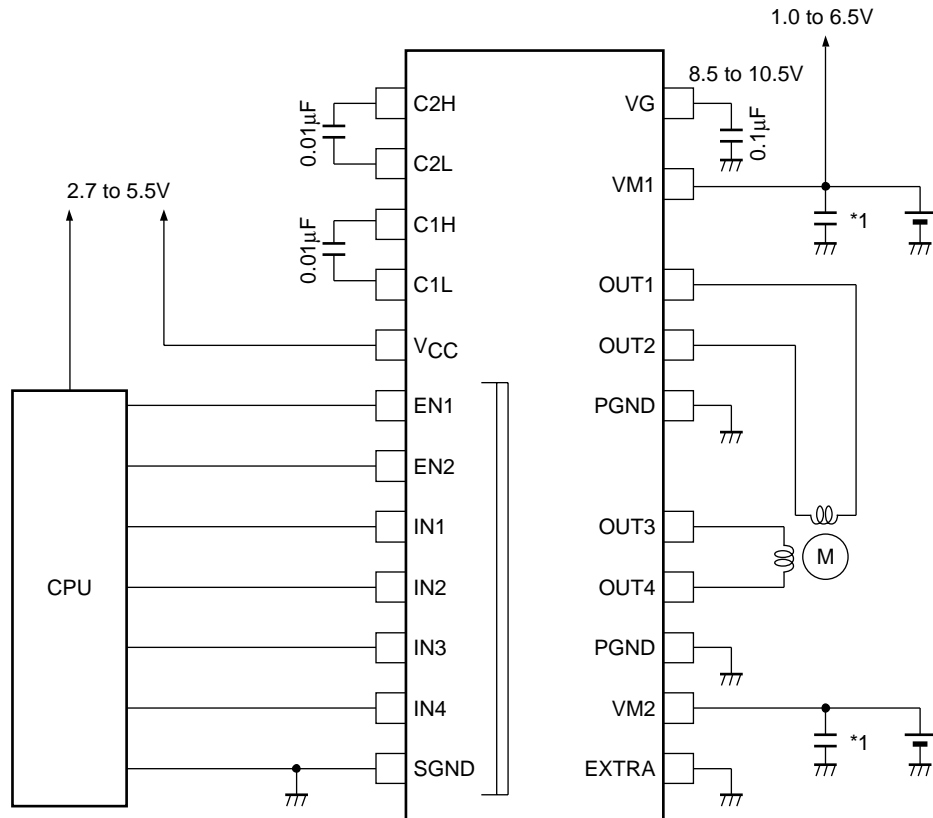 1.0 to 6.5V
8.5 to 10.5V
C2H
VG
0.01µF
0.1µF
C2L
2.7 to 5.5V
VM1
C1H
*1
0.01µF
C1L
OUT1
VCC
OUT2
EN1
PGND
EN2
IN1
OUT3
M
CPU
IN2
OUT4
IN3
PGND
IN4
VM2
*1
SGND
EXTRA